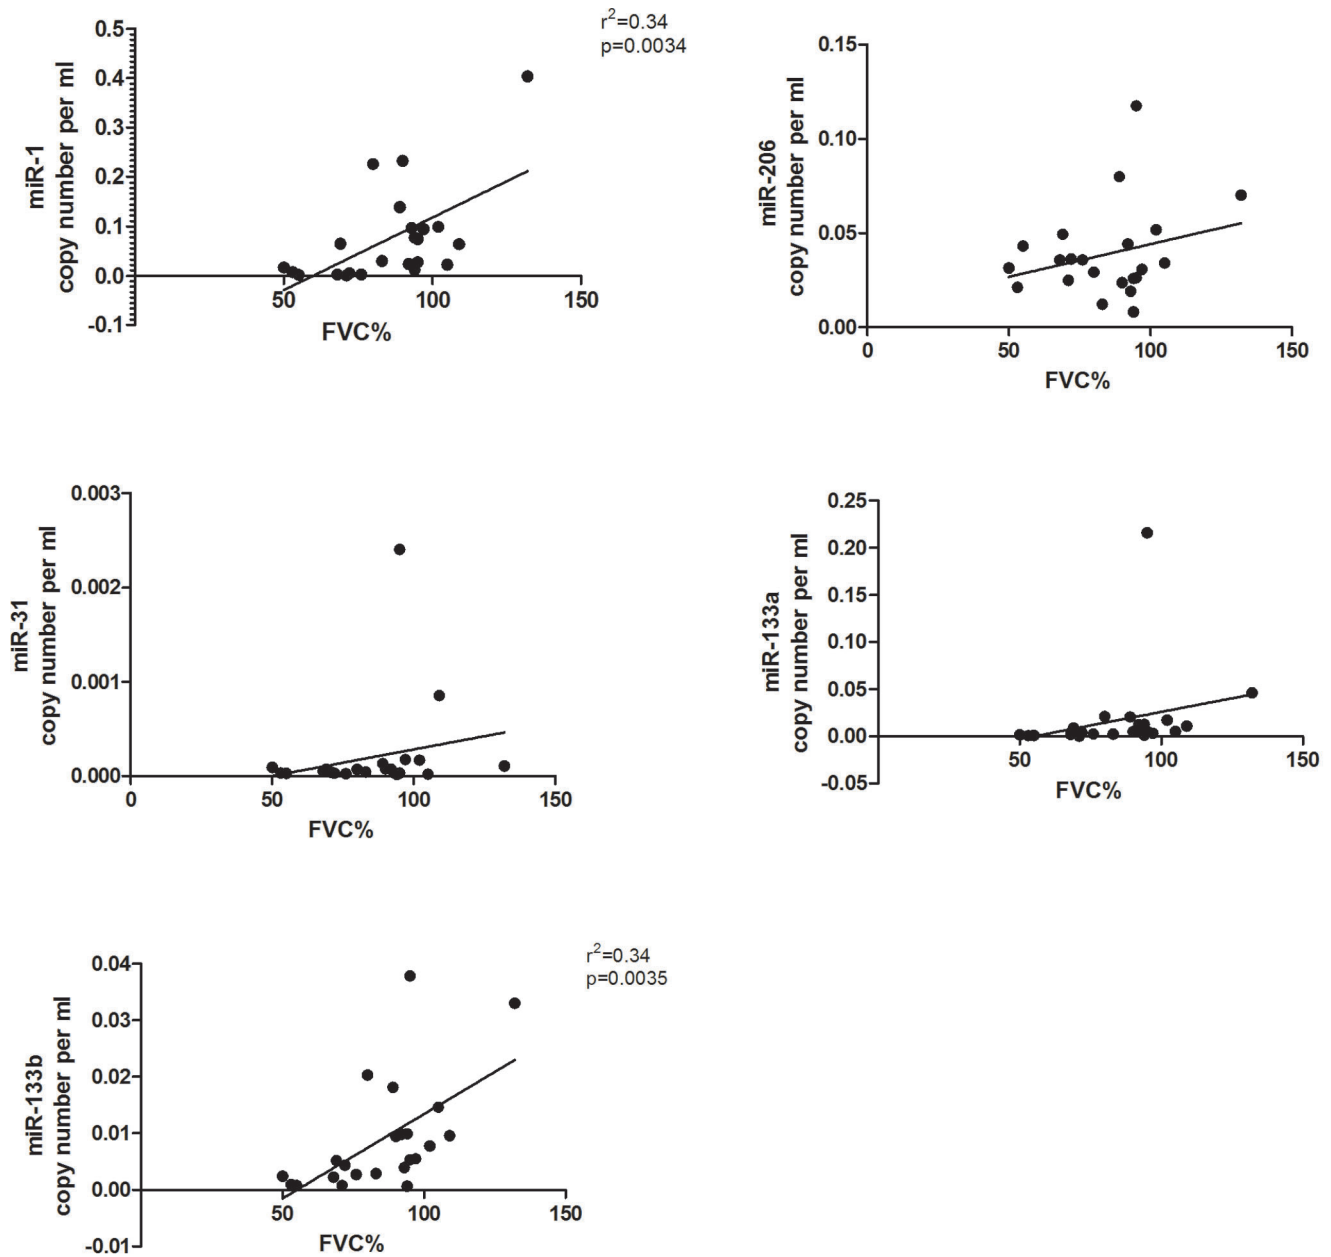 r²=0.34
p=0.0034
miR-1
copy number per ml
0.5
0.4
0.3
0.2
0.1
0.0
-0.1
50
100
150
FVC%
miR-206
copy number per ml
0.15
0.10
0.05
0.00
0
50
100
150
FVC%
miR-31
copy number per ml
0.003
0.002
0.001
0.000
0
50
100
150
FVC%
miR-133a
copy number per ml
0.25
0.20
0.15
0.10
0.05
0.00
-0.05
50
100
150
FVC%
r²=0.34
p=0.0035
miR-133b
copy number per ml
0.04
0.03
0.02
0.01
0.00
-0.01
50
100
150
FVC%